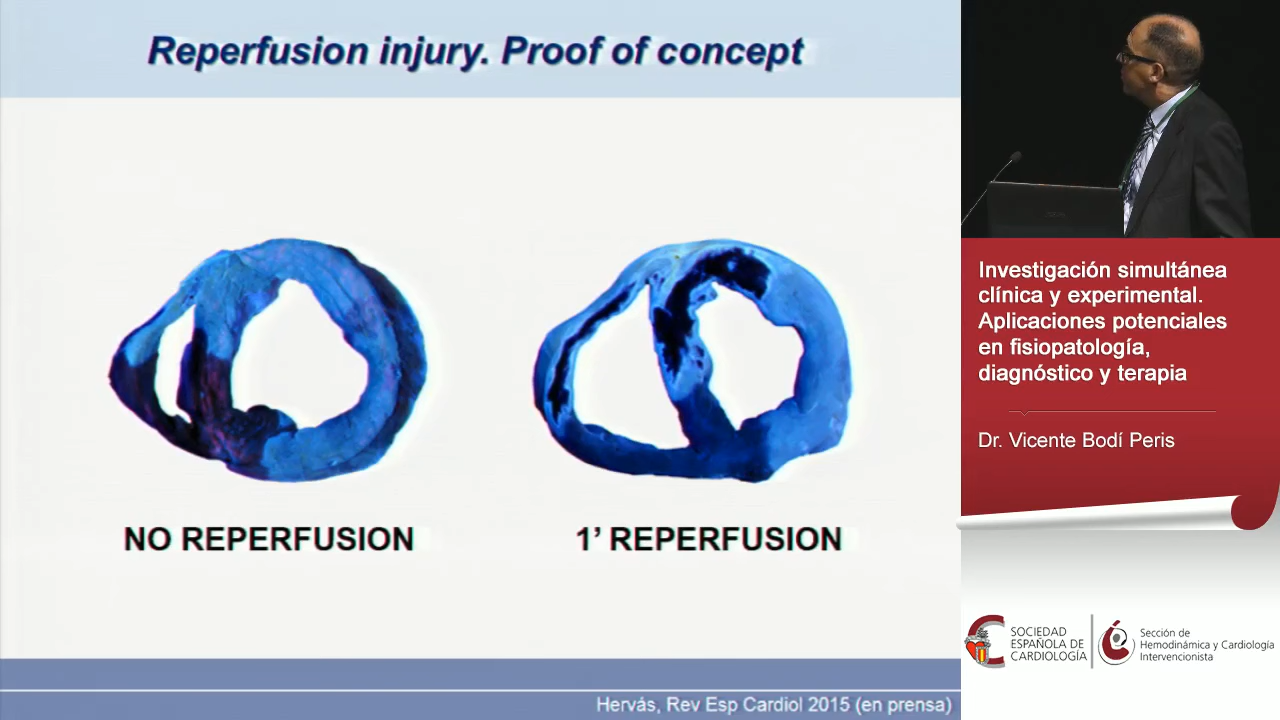 Reperfusion injury. Proof of concept
NO REPERFUSION
1’ REPERFUSION
Hervás, Rev Esp Cardiol 2015 (en prensa)
Investigación simultánea
clínica y experimental.
Aplicaciones potenciales
en fisiopatología,
diagnóstico y terapia
Dr. Vicente Bodí Peris
SOCIEDAD
ESPAÑOLA DE
CARDIOLOGÍA
Sección de
Hemodinámica y Cardiología
Intervencionista